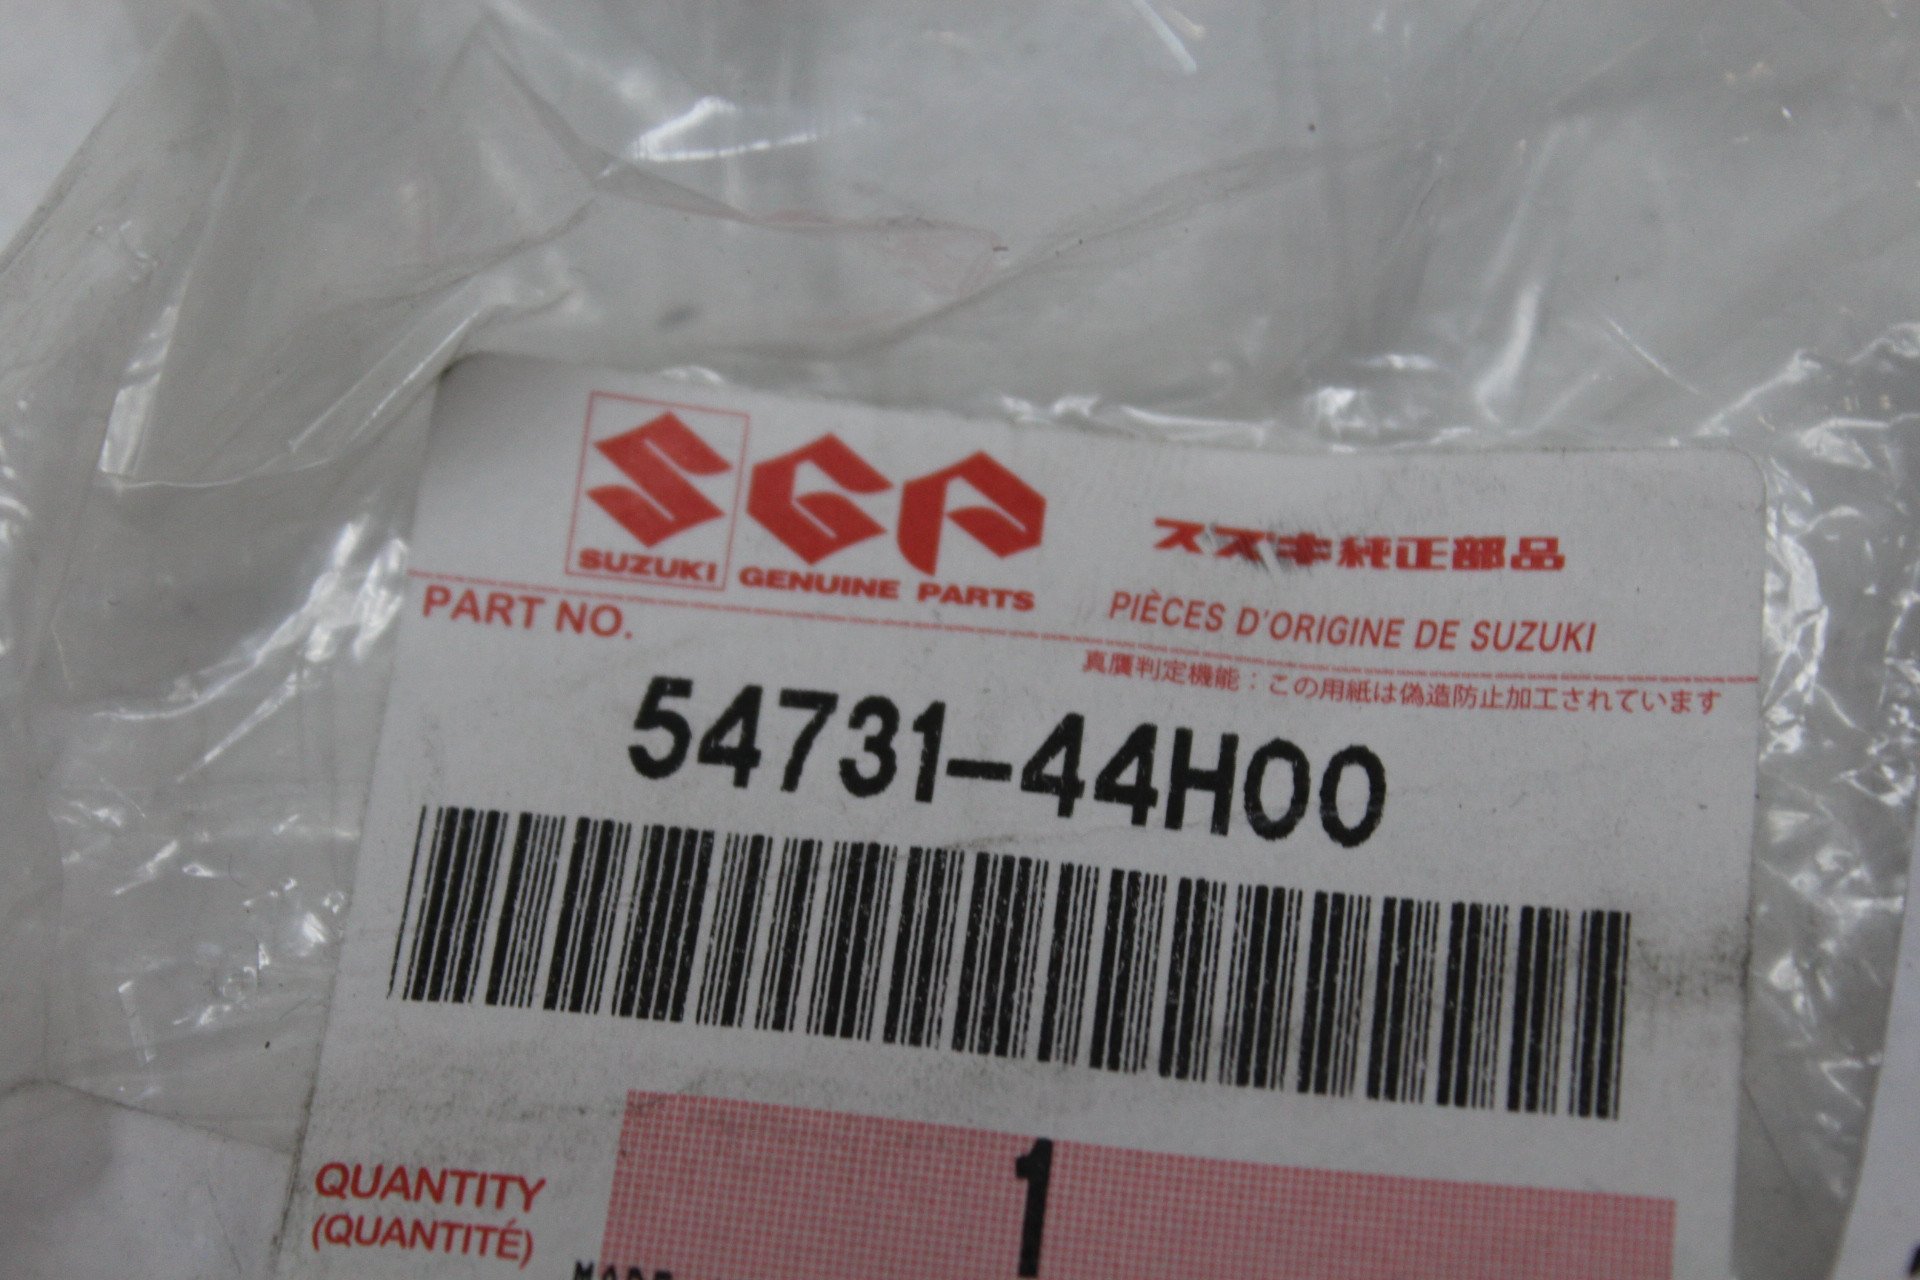 SGP
SUZUKI GENUINE PARTS
スズキ純正部品
PIÈCES D'ORIGINE DE SUZUKI
PART NO.
真贋判定機能：この用紙は偽造防止加工されています
54731-44H00
QUANTITY
(QUANTITÉ)
1
MADE